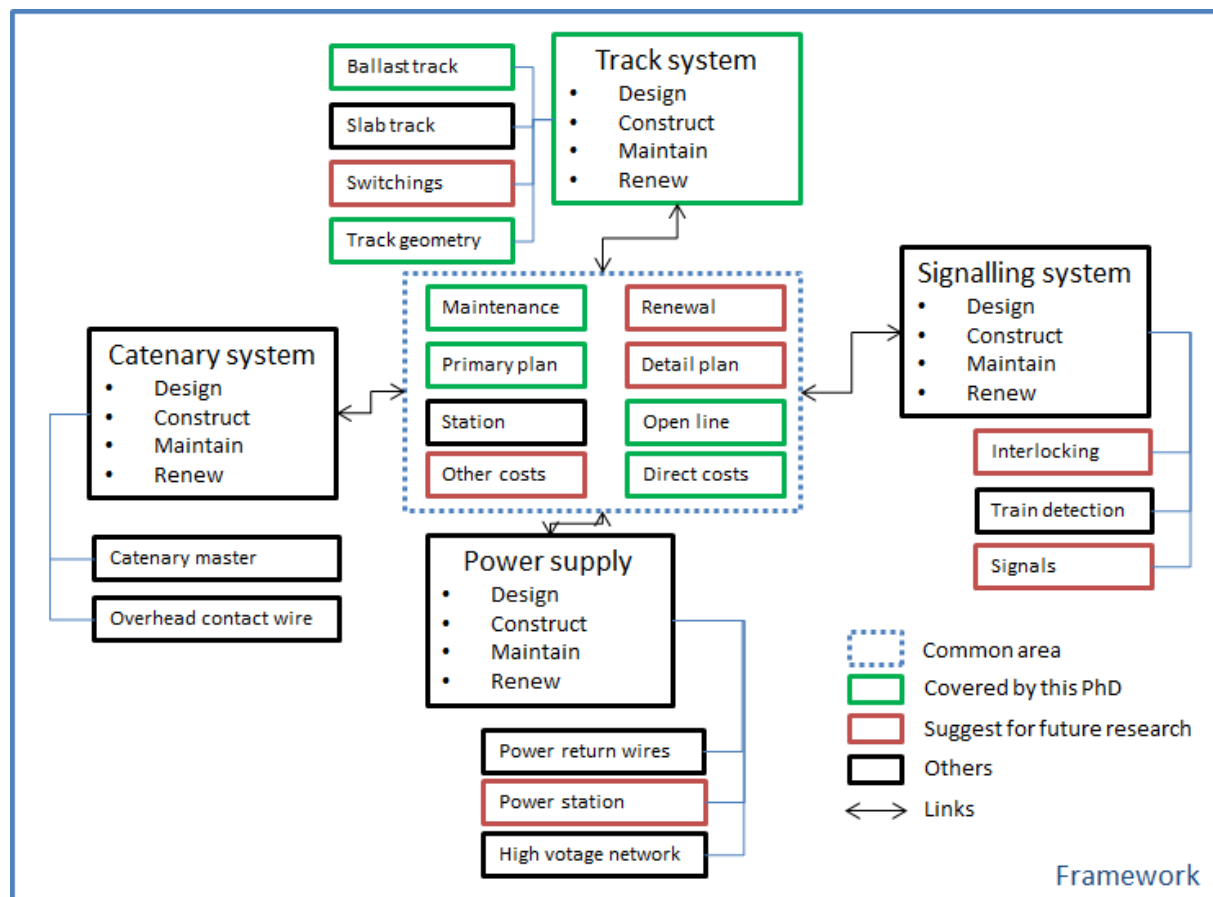 Ballast track
Slab track
Switchings
Track geometry
Track system
• Design
• Construct
• Maintain
• Renew
Maintenance
Renewal
Primary plan
Detail plan
Station
Open line
Other costs
Direct costs
Catenary system
• Design
• Construct
• Maintain
• Renew
Catenary master
Overhead contact wire
Signalling system
• Design
• Construct
• Maintain
• Renew
Interlocking
Train detection
Signals
Power supply
• Design
• Construct
• Maintain
• Renew
Power return wires
Power station
High votage network
Common area
Covered by this PhD
Suggest for future research
Others
Links
Framework